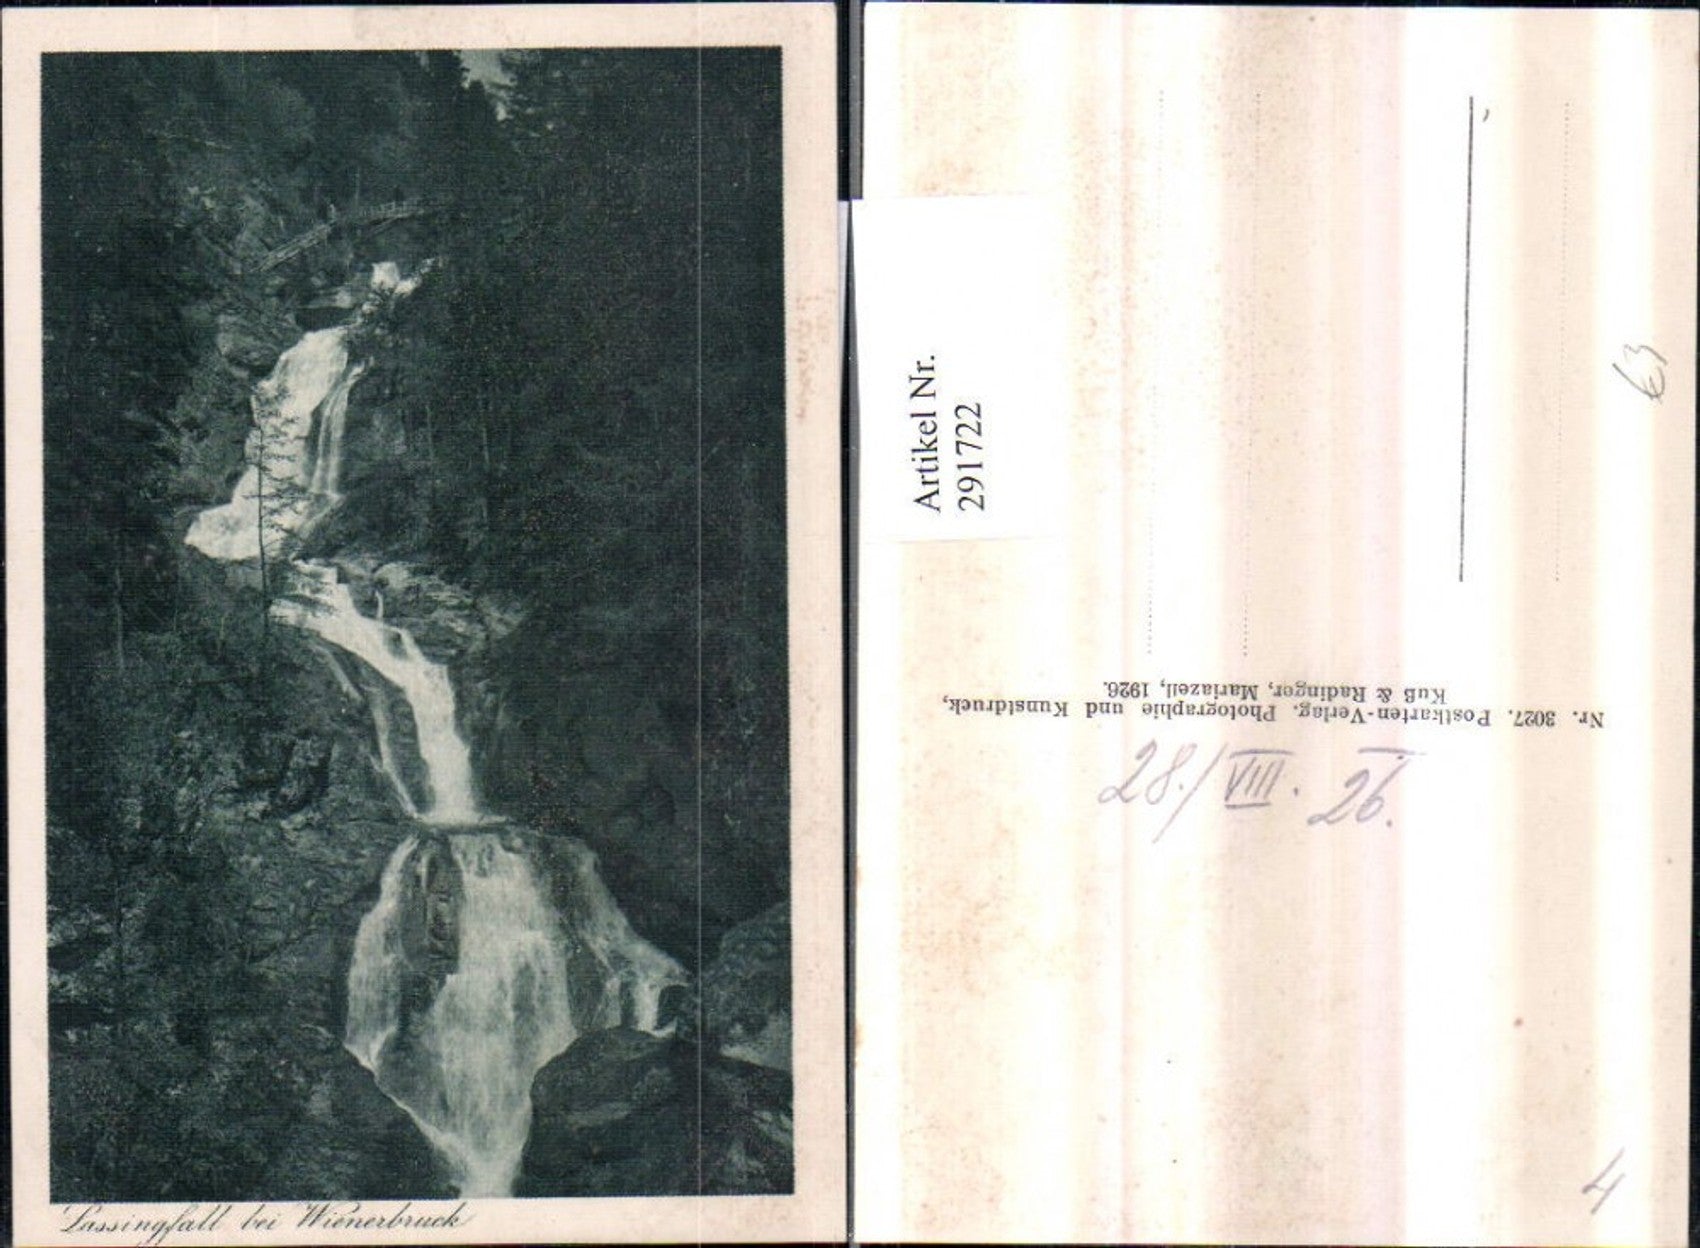 Lassingfall bei Wienerbruck
Artikel Nr.
291722
Nr. 3027. Postkarten-Verlag, Photographie und Kunstdruck,
Kuß & Radinger, Mariazell, 1926.
28./VIII. 26.
63
4